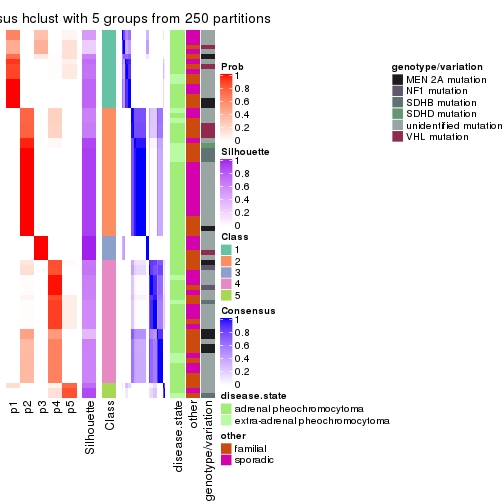 sus hclust with 5 groups from 250 partitions
Prob
1
0.8
0.6
0.4
0.2
0
Silhouette
1
0.8
0.6
0.4
0.2
0
Class
1
2
3
4
5
Consensus
1
0.8
0.6
0.4
0.2
0
disease.state
adrenal pheochromocytoma
extra-adrenal pheochromocytoma
other
familial
sporadic
genotype/variation
MEN 2A mutation
NF1 mutation
SDHB mutation
SDHD mutation
unidentified mutation
VHL mutation
p1
p2
p3
p4
p5
Silhouette
Class
disease.state
other
genotype/variation